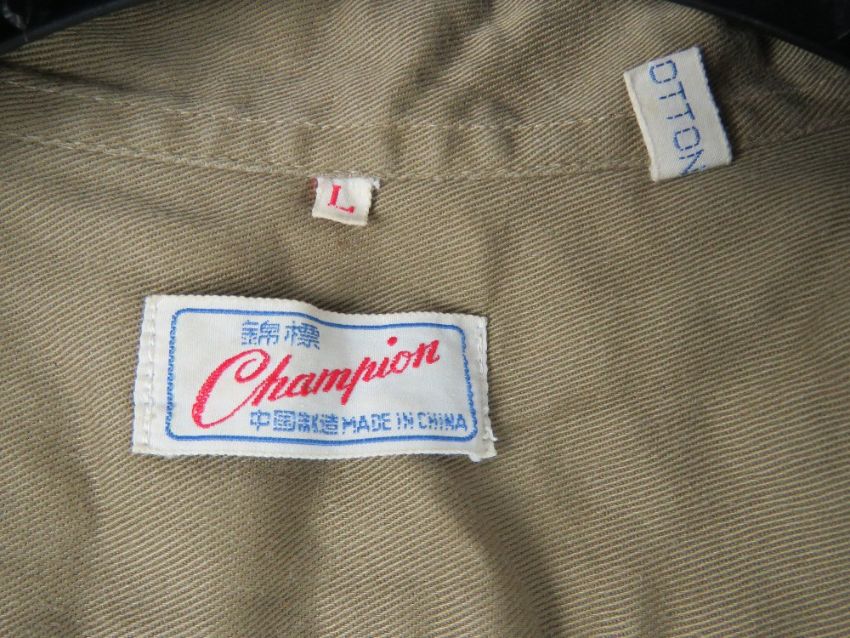 OTTON
L
錦標
Champion
中國製造 MADE IN CHINA